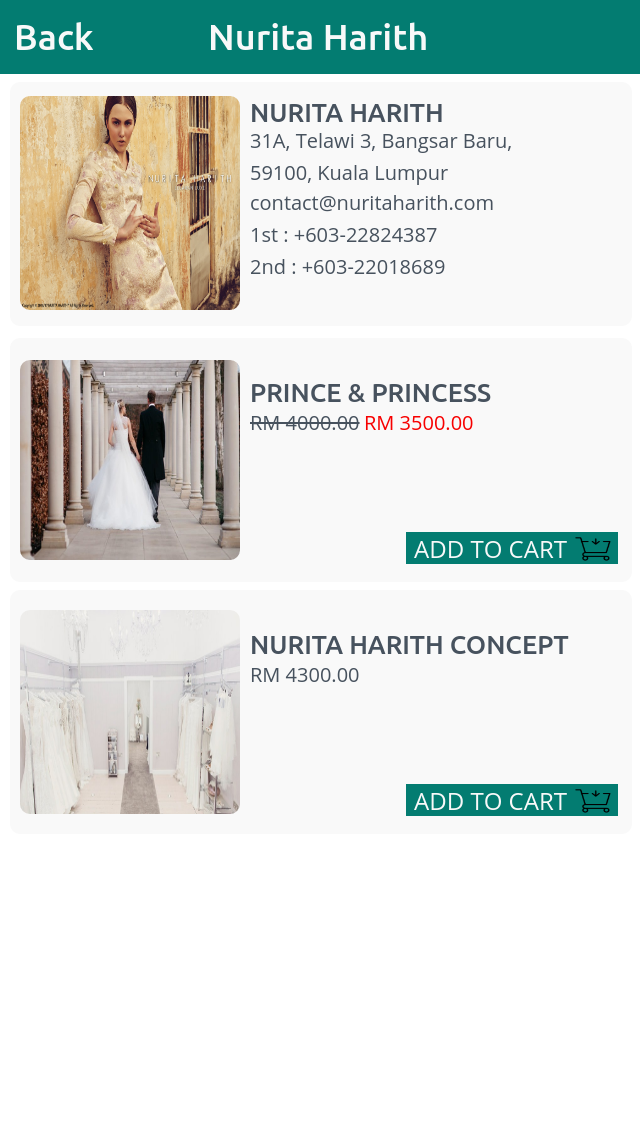 Back
Nurita Harith
NURITA HARITH
NURITA HARITH
31A, Telawi 3, Bangsar Baru,
59100, Kuala Lumpur
contact@nuritaharith.com
1st : +603-22824387
2nd : +603-22018689
PRINCE & PRINCESS
RM 4000.00 RM 3500.00
ADD TO CART
NURITA HARITH CONCEPT
RM 4300.00
ADD TO CART